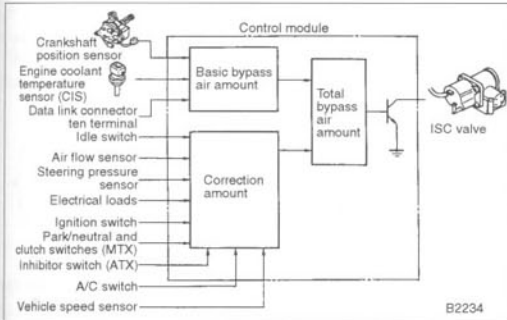 Control module
Crankshaft
position sensor
Engine coolant
temperature
sensor (CIS)
Data link connector
ten terminal
Basic bypass
air amount
Total
bypass
air
amount
ISC valve
Idle switch
Air flow sensor
Steering pressure
sensor
Electrical loads
Ignition switch
Park/neutral and
clutch switches (MTX)
Inhibitor switch (ATX)
Correction
amount
A/C switch
Vehicle speed sensor
B2234